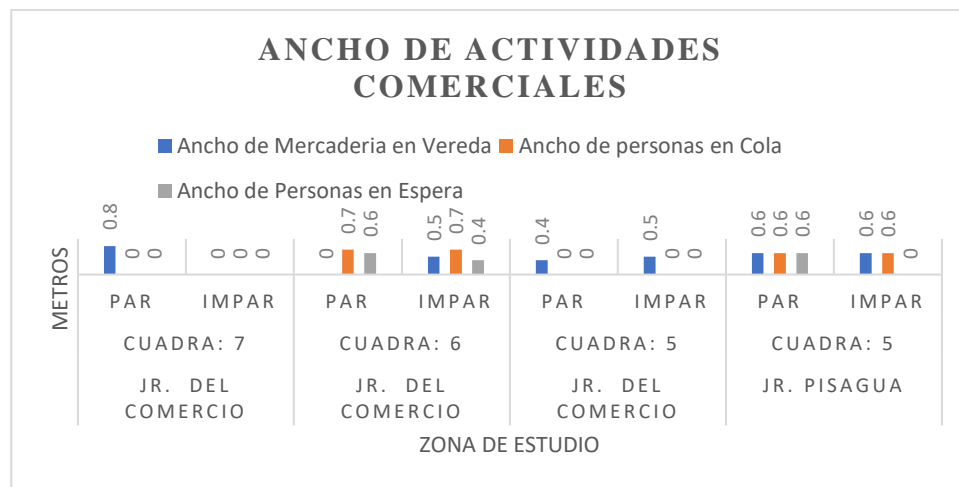 ANCHO DE ACTIVIDADES
COMERCIALES
Ancho de Mercaderia en Vereda Ancho de personas en Cola
Ancho de Personas en Espera
METROS
0.8 0 0 0 0 0 0 0.7 0.6 0.5 0.7 0.4 0.4 0 0 0.5 0 0 0.6 0.6 0.6 0.6 0.6 0
PAR IMPAR PAR IMPAR PAR IMPAR PAR IMPAR
CUADRA: 7 CUADRA: 6 CUADRA: 5 CUADRA: 5
JR. DEL JR. DEL JR. DEL JR. PISAGUA
COMERCIO COMERCIO COMERCIO
ZONA DE ESTUDIO